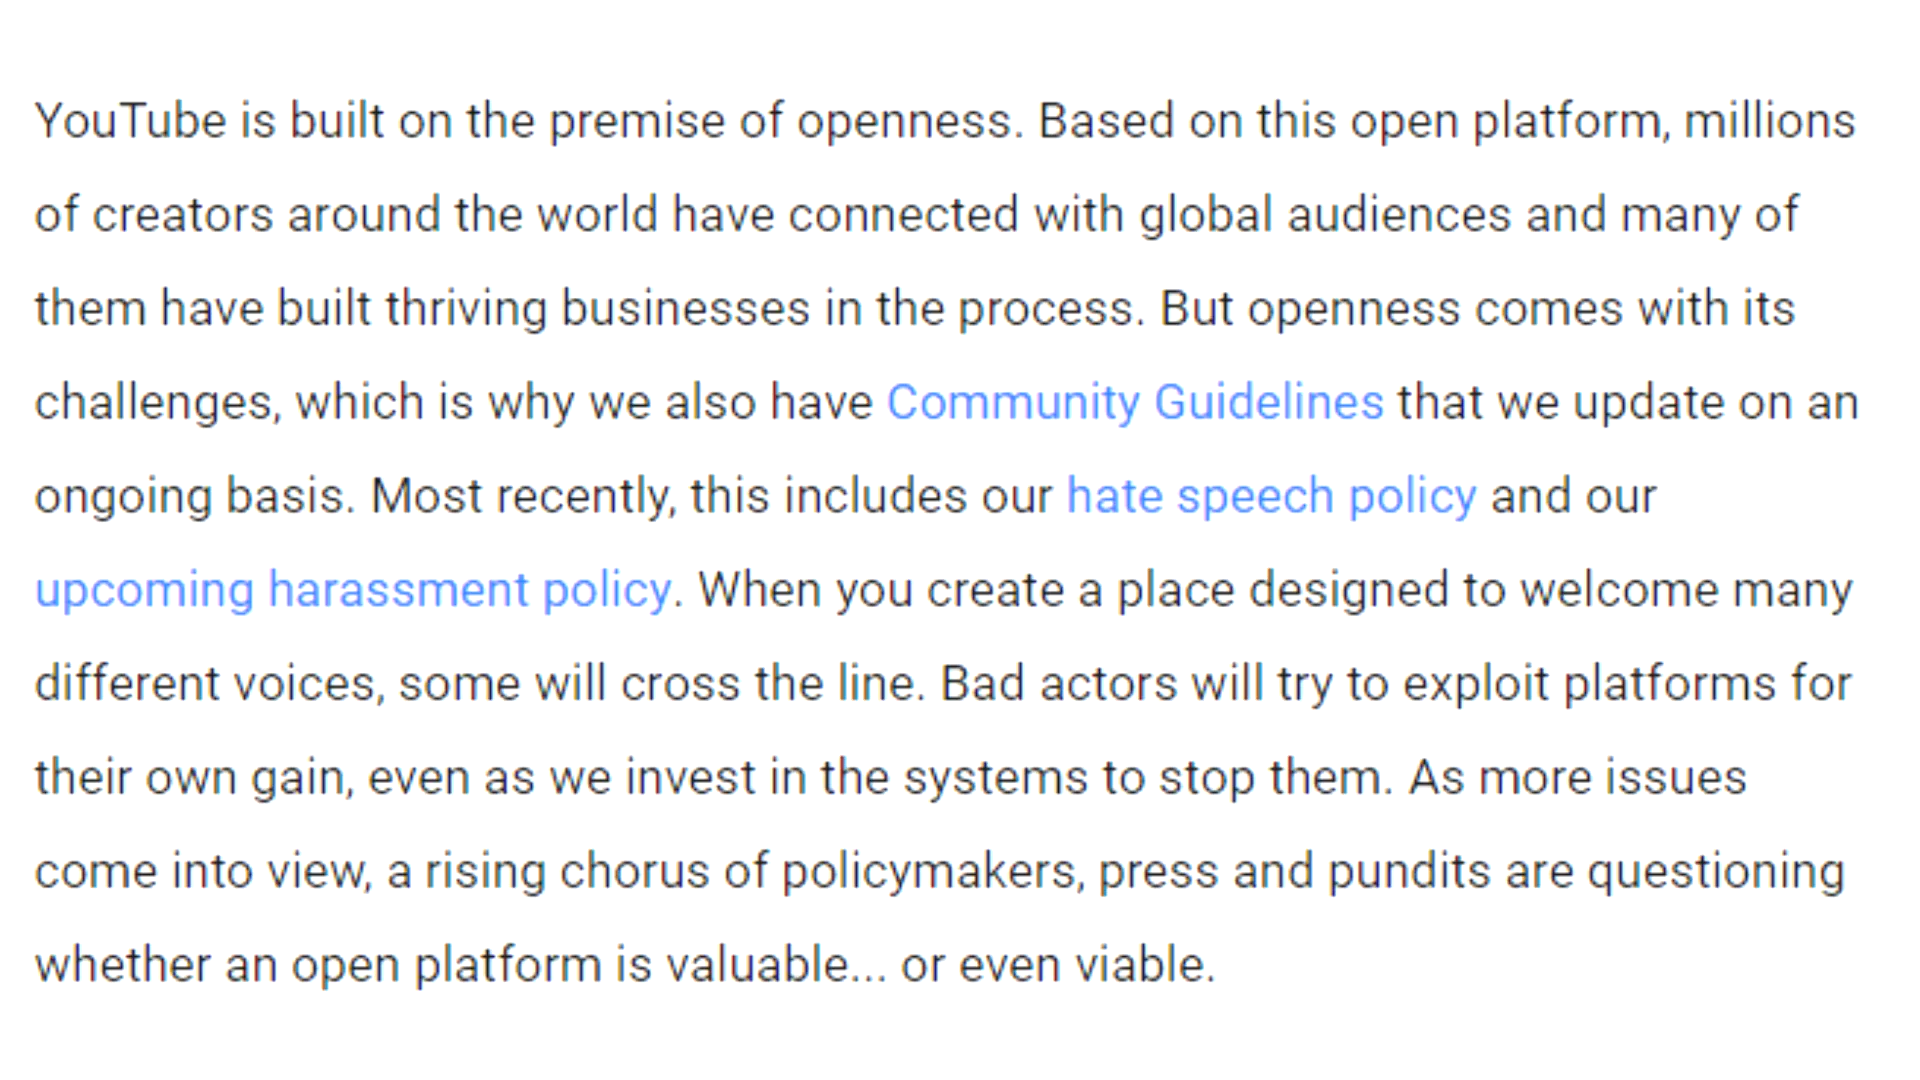 YouTube is built on the premise of openness. Based on this open platform, millions
of creators around the world have connected with global audiences and many of
them have built thriving businesses in the process. But openness comes with its
challenges, which is why we also have Community Guidelines that we update on an
ongoing basis. Most recently, this includes our hate speech policy and our
upcoming harassment policy. When you create a place designed to welcome many
different voices, some will cross the line. Bad actors will try to exploit platforms for
their own gain, even as we invest in the systems to stop them. As more issues
come into view, a rising chorus of policymakers, press and pundits are questioning
whether an open platform is valuable... or even viable.